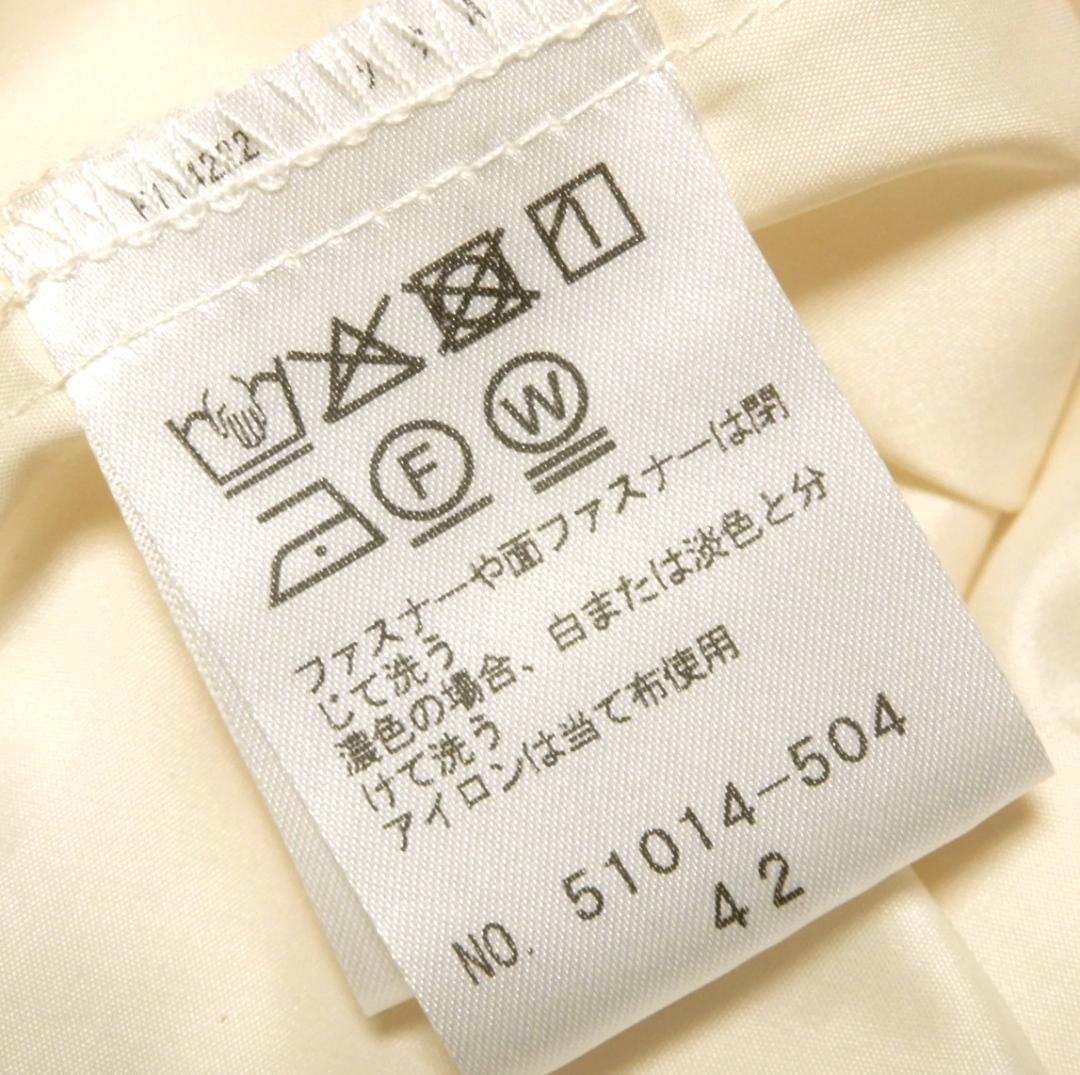 F
W
ファスナーや面ファスナーは閉
じて洗う
濃色の場合、白または淡色と分
けて洗う
アイロンは当て布使用
NO. 51014-504
42